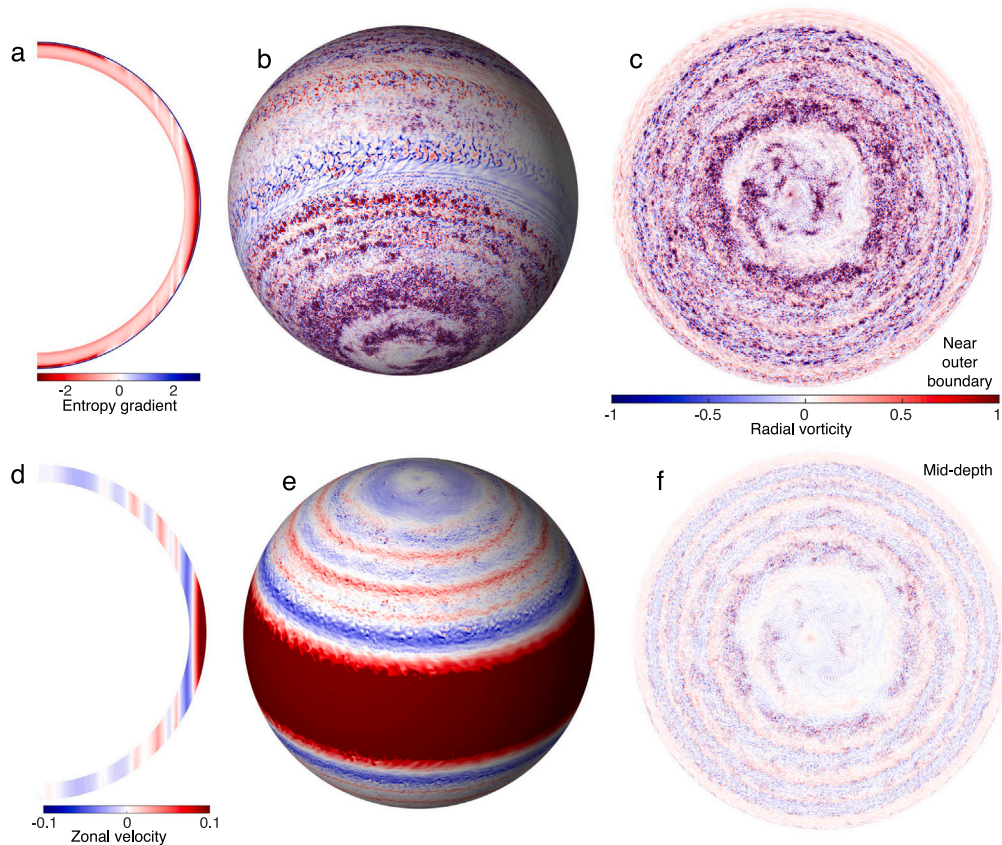 a
b
c
-2 0 2
Entropy gradient
Near
outer
boundary
-1 -0.5 0 0.5 1
Radial vorticity
d
e
Mid-depth
f
-0.1 0 0.1
Zonal velocity